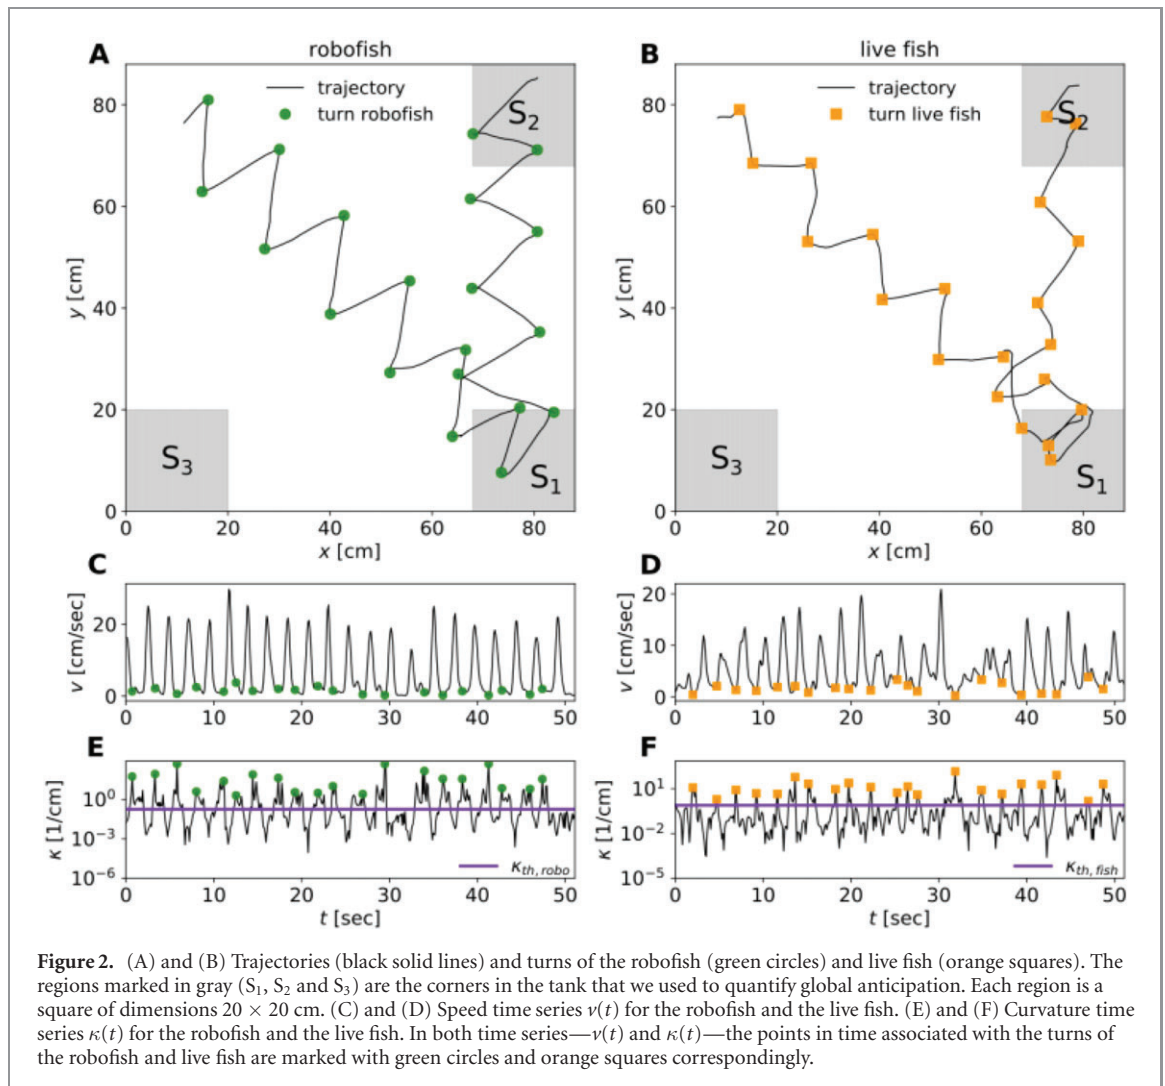 A
robofish
B
live fish
trajectory
turn robofish
S2
trajectory
turn live fish
S2
80
60
40
20
0
y [cm]
S3
S1
0 20 40 60 80
x [cm]
80
60
40
20
0
y [cm]
S3
S1
0 20 40 60 80
x [cm]
C
D
20
0
v [cm/sec]
0 10 20 30 40 50
20
10
0
v [cm/sec]
0 10 20 30 40 50
E
F
10^0
10^-3
10^-6
κ [1/cm]
κth, robo
0 10 20 30 40 50
t [sec]
10^1
10^-2
10^-5
κ [1/cm]
κth, fish
0 10 20 30 40 50
t [sec]
Figure 2. (A) and (B) Trajectories (black solid lines) and turns of the robofish (green circles) and live fish (orange squares). The
regions marked in gray (S1, S2 and S3) are the corners in the tank that we used to quantify global anticipation. Each region is a
square of dimensions 20 × 20 cm. (C) and (D) Speed time series v(t) for the robofish and the live fish. (E) and (F) Curvature time
series κ(t) for the robofish and the live fish. In both time series—v(t) and κ(t)—the points in time associated with the turns of
the robofish and live fish are marked with green circles and orange squares correspondingly.